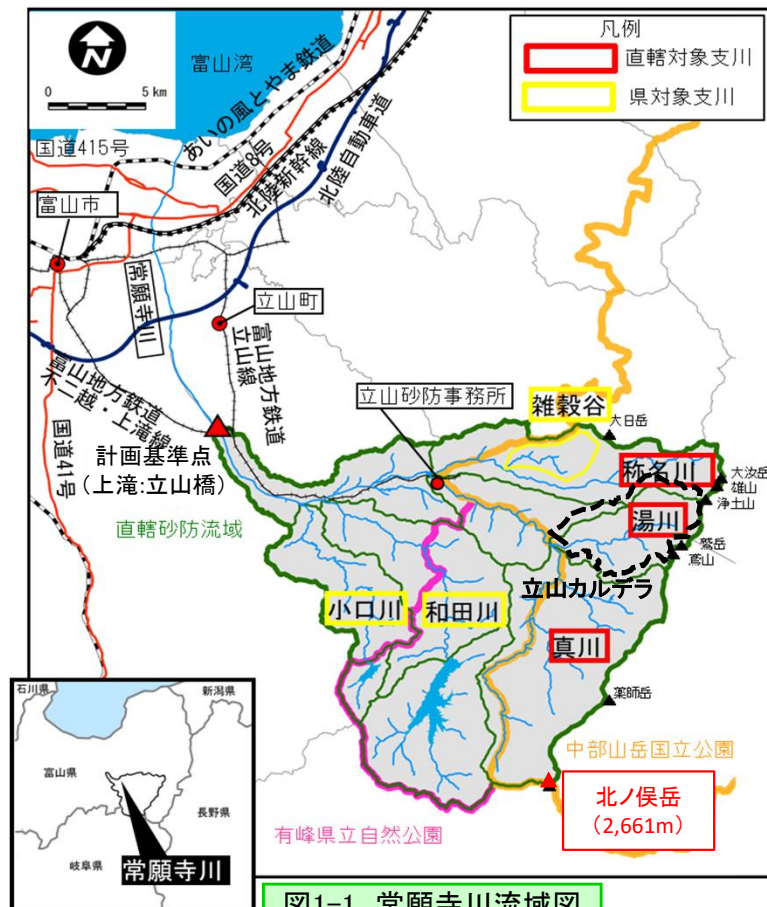 凡例
直轄対象支川
県対象支川
N
0 5 km
富山湾
あいの風とやま鉄道
国道415号
国道8号
北陸新幹線
北陸自動車道
富山市
常願寺川
立山町
富山地方鉄道
立山線
富山地方鉄道
不二越・上滝線
国道41号
立山砂防事務所
雑穀谷
大日岳
計画基準点
(上滝:立山橋)
称名川
大汝岳
雄山
浄土山
直轄砂防流域
湯川
鷲岳
鳶山
立山カルデラ
小口川
和田川
真川
薬師岳
中部山岳国立公園
北ノ俣岳
(2,661m)
有峰県立自然公園
石川県
新潟県
富山県
長野県
岐阜県
常願寺川
図1-1 常願寺川流域図